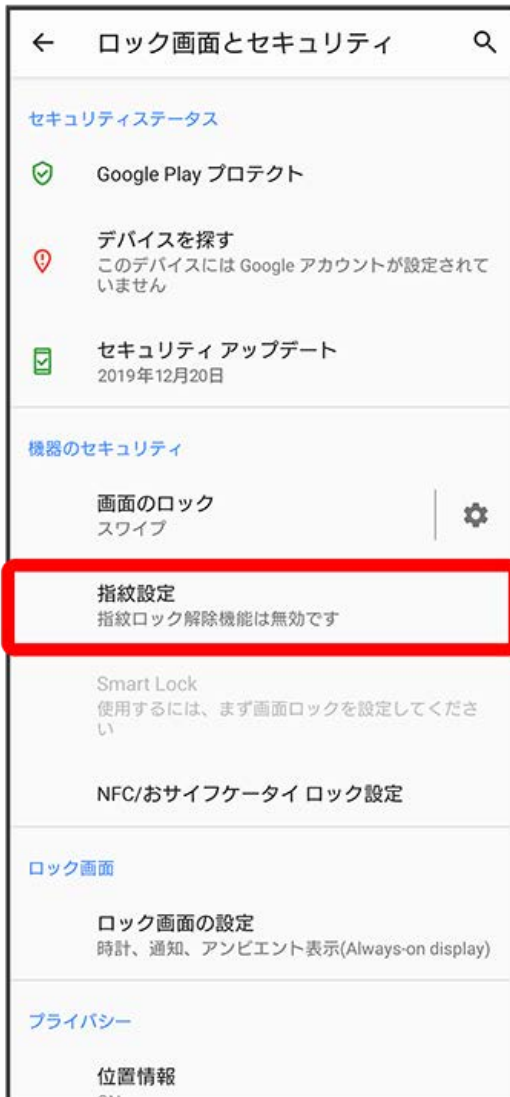 ロック画面とセキュリティ
セキュリティステータス
Google Play プロテクト
デバイスを探す
このデバイスには Google アカウントが設定されて
いません
セキュリティ アップデート
2019年12月20日
機器のセキュリティ
画面のロック
スワイプ
指紋設定
指紋ロック解除機能は無効です
Smart Lock
使用するには、まず画面ロックを設定してくださ
い
NFC/おサイフケータイ ロック設定
ロック画面
ロック画面の設定
時計、通知、アンビエント表示(Always-on display)
プライバシー
位置情報